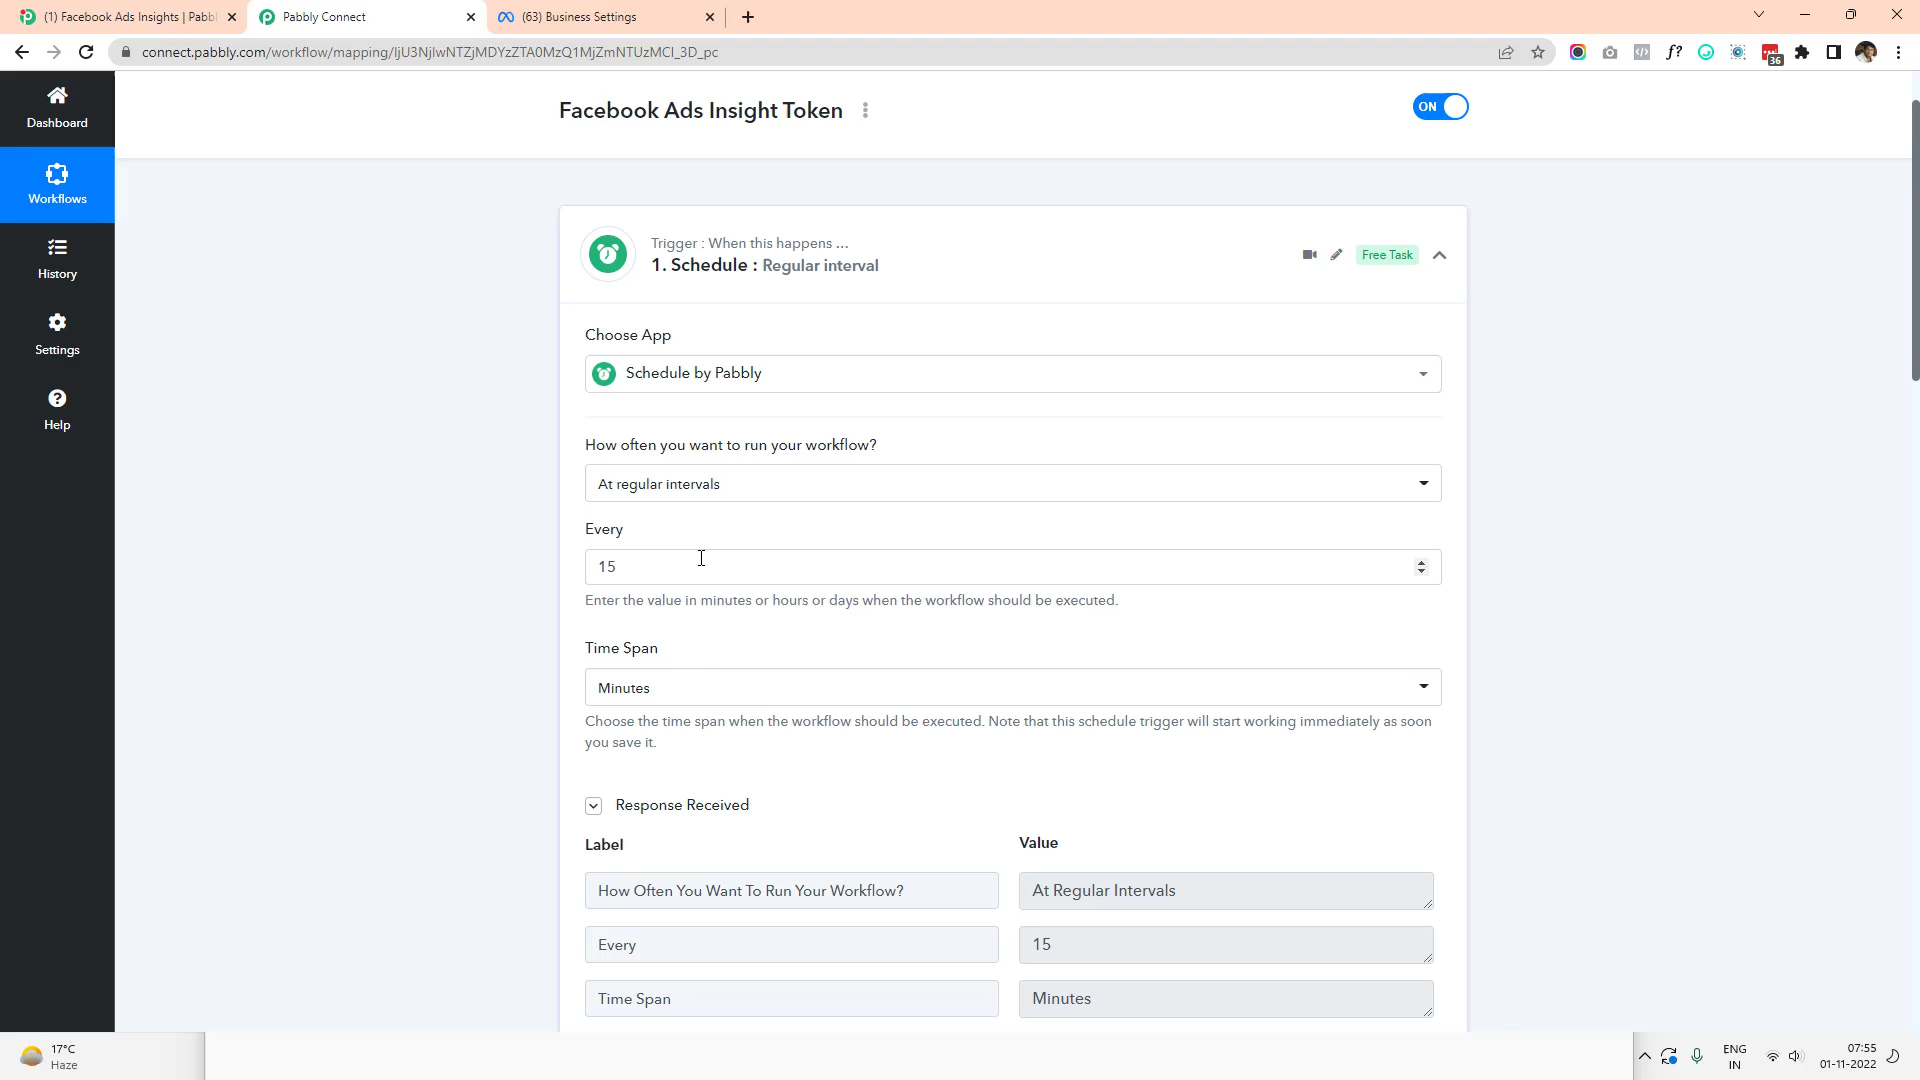 (1) Facebook Ads Insights | Pabb
Pabbly Connect
(63) Business Settings
connect.pabbly.com/workflow/mapping/IjU3NjIwNTZjMDYzZTA0MzQ1MjZmNTUzMCI_3D_pc
36
Dashboard
Workflows
History
Settings
Help
Facebook Ads Insight Token
ON
Trigger : When this happens ...
1. Schedule : Regular interval
Free Task
Choose App
Schedule by Pabbly
How often you want to run your workflow?
At regular intervals
Every
15
Enter the value in minutes or hours or days when the workflow should be executed.
Time Span
Minutes
Choose the time span when the workflow should be executed. Note that this schedule trigger will start working immediately as soon
you save it.
Response Received
Label
Value
How Often You Want To Run Your Workflow?
At Regular Intervals
Every
15
Time Span
Minutes
17°C
Haze
ENG
IN
07:55
01-11-2022